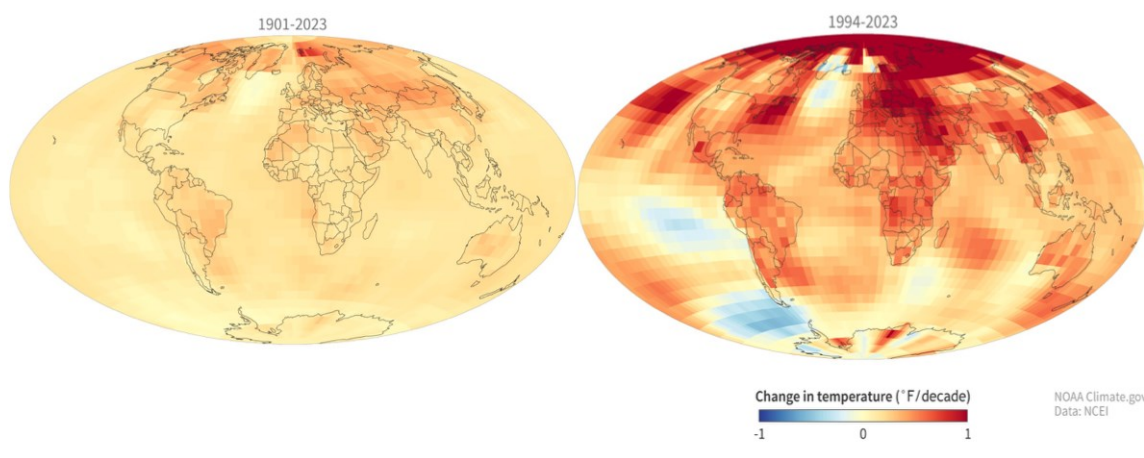 1901-2023
1994-2023
Change in temperature (°F/decade)
-1 0 1
NOAA Climate.gov
Data: NCEI